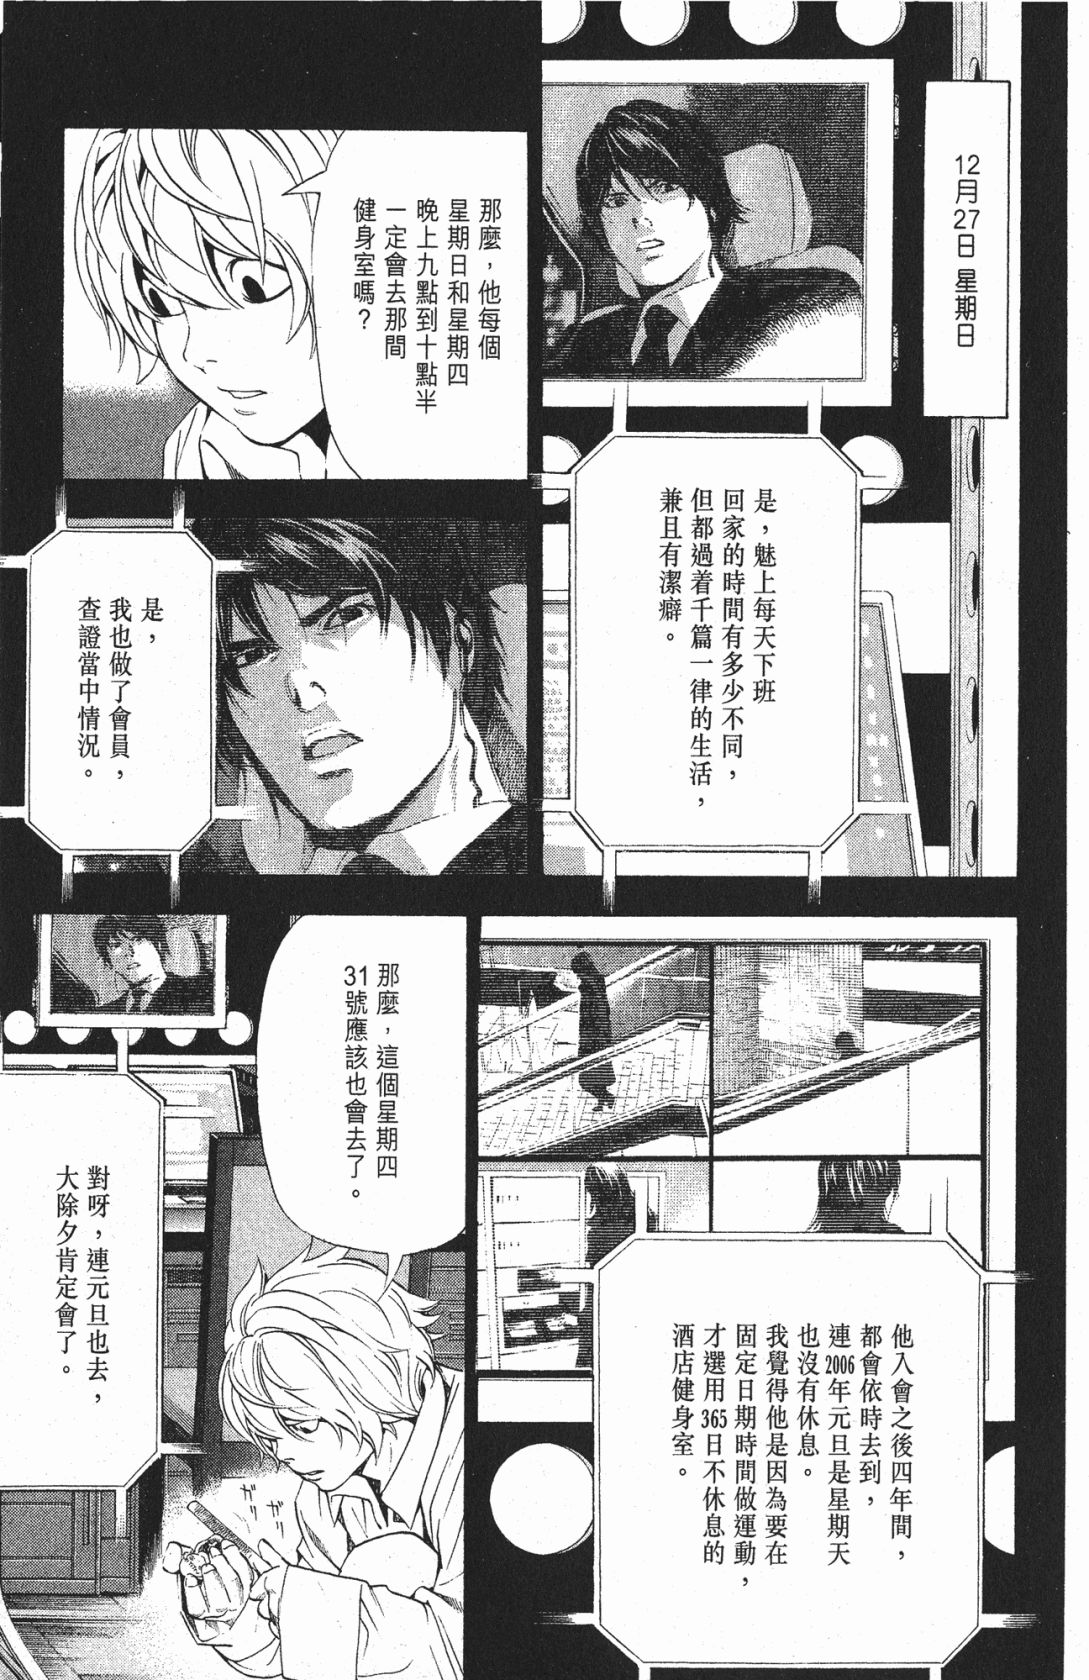 12月27日 星期日
是，魅上每天下班
回家的時間有多少不同，
但都過着千篇一律的生活，
兼且有潔癖。
那麼，他每個
星期日和星期四
晚上九點到十點半
一定會去那間
健身室嗎？
是，
我也做了會員，
查證當中情況。
他入會之後四年間，
都會依時去到，
連2006年元旦是星期天
也沒有休息。
我覺得他是因為要在
固定日期時間做運動，
才選用365日不休息的
酒店健身室。
那麼，這個星期四
31號應該也會去了。
ガリ
ガリ
對呀，連元旦也去，
大除夕肯定會了。